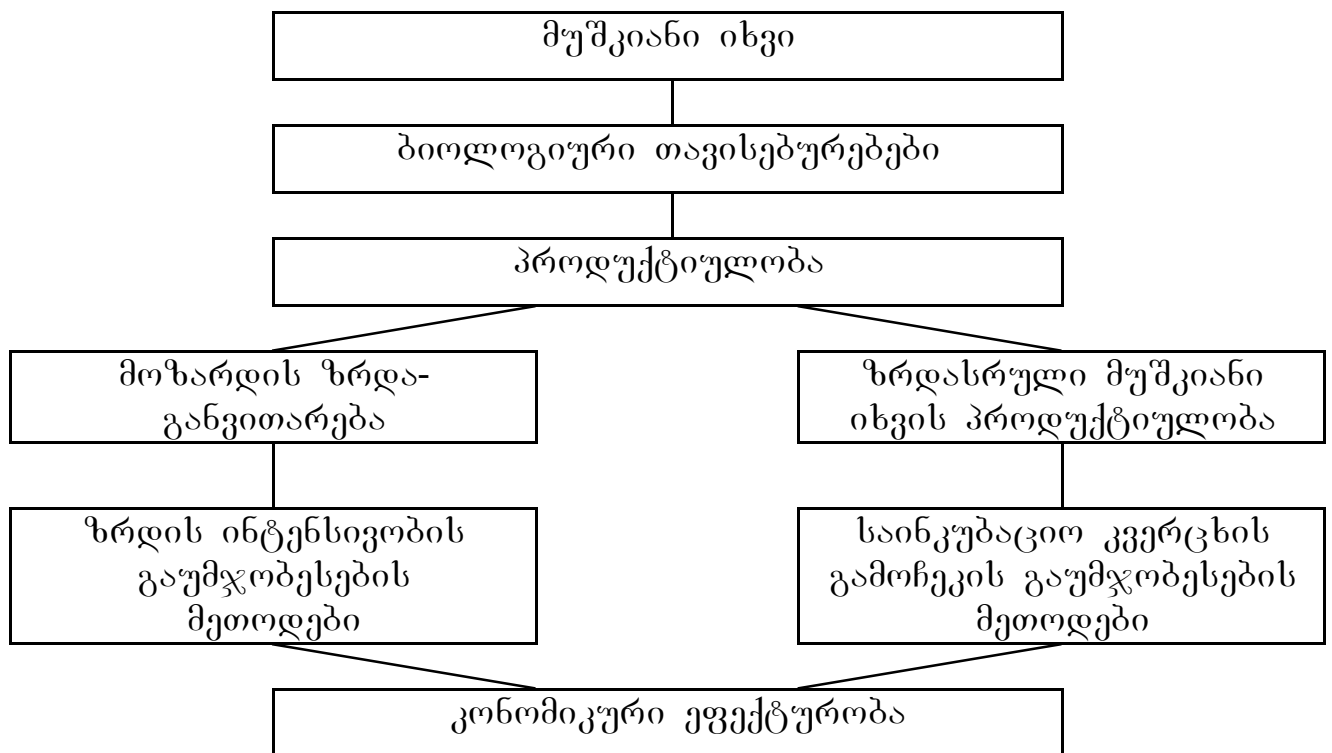 მუშკიანი იხვი
ბიოლოგიური თავისებურებები
პროდუქტიულობა
მოზარდის ზრდა-
განვითარება
ზრდასრული მუშკიანი
იხვის პროდუქტიულობა
ზრდის ინტენსივობის
გაუმჯობესების
მეთოდები
საინკუბაციო კვერცხის
გამოჩეკის გაუმჯობესების
მეთოდები
კონომიკური ეფექტურობა